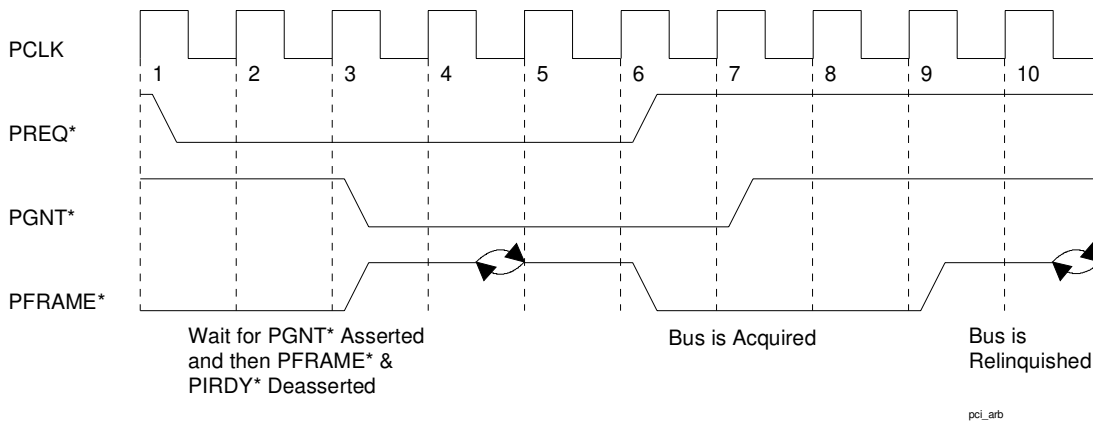 PCLK
1 2 3 4 5 6 7 8 9 10
PREQ*
PGNT*
PFRAME*
Wait for PGNT* Asserted
and then PFRAME* &
PIRDY* Deasserted
Bus is Acquired
Bus is
Relinquished
pci_arb